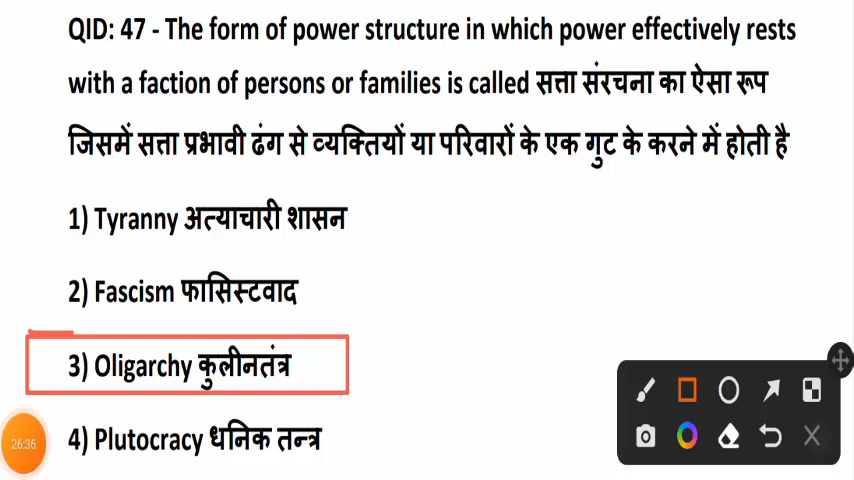 QID: 47 - The form of power structure in which power effectively rests
with a faction of persons or families is called सत्ता संरचना का ऐसा रूप
जिसमें सत्ता प्रभावी ढंग से व्यक्तियों या परिवारों के एक गुट के करने में होती है
1) Tyranny अत्याचारी शासन
2) Fascism फासिस्टवाद
3) Oligarchy कुलीनतंत्र
4) Plutocracy धनिक तन्त्र
26:35